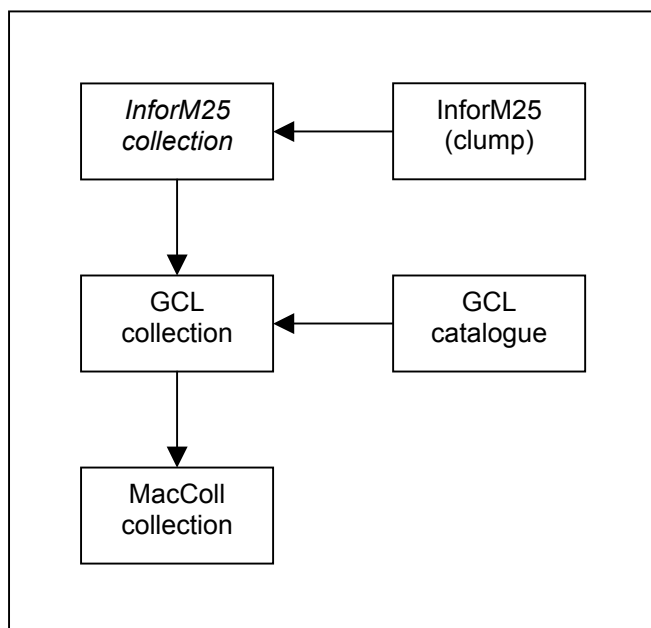 InforM25
collection
InforM25
(clump)
GCL
collection
GCL
catalogue
MacColl
collection